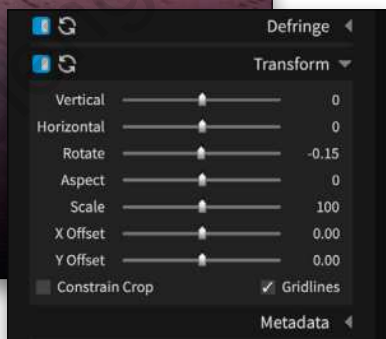 Defringe
Transform
Vertical 0
Horizontal 0
Rotate -0.15
Aspect 0
Scale 100
X Offset 0.00
Y Offset 0.00
Constrain Crop Gridlines
Metadata